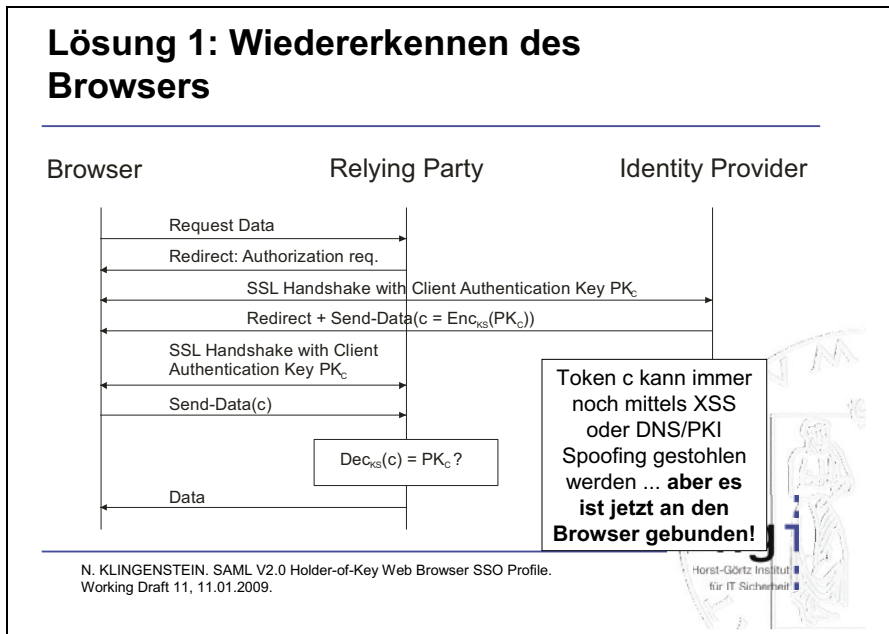 Lösung 1: Wiedererkennen des
Browsers
Browser
Relying Party
Identity Provider
Request Data
Redirect: Authorization req.
SSL Handshake with Client Authentication Key PKC
Redirect + Send-Data(c = EncKS(PKC))
SSL Handshake with Client
Authentication Key PKC
Send-Data(c)
DecKS(c) = PKC?
Data
Token c kann immer
noch mittels XSS
oder DNS/PKI
Spoofing gestohlen
werden ... aber es
ist jetzt an den
Browser gebunden!
Horst-Görtz Institut
für IT Sicherheit
N. KLINGENSTEIN. SAML V2.0 Holder-of-Key Web Browser SSO Profile.
Working Draft 11, 11.01.2009.